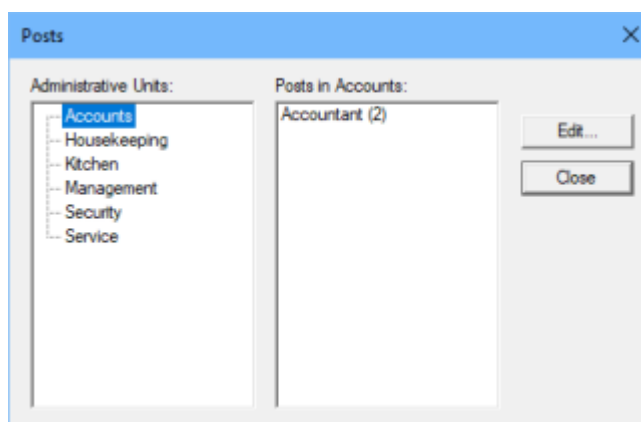 Posts
Administrative Units:
Accounts
Housekeeping
Kitchen
Management
Security
Service
Posts in Accounts:
Accountant (2)
Edit...
Close